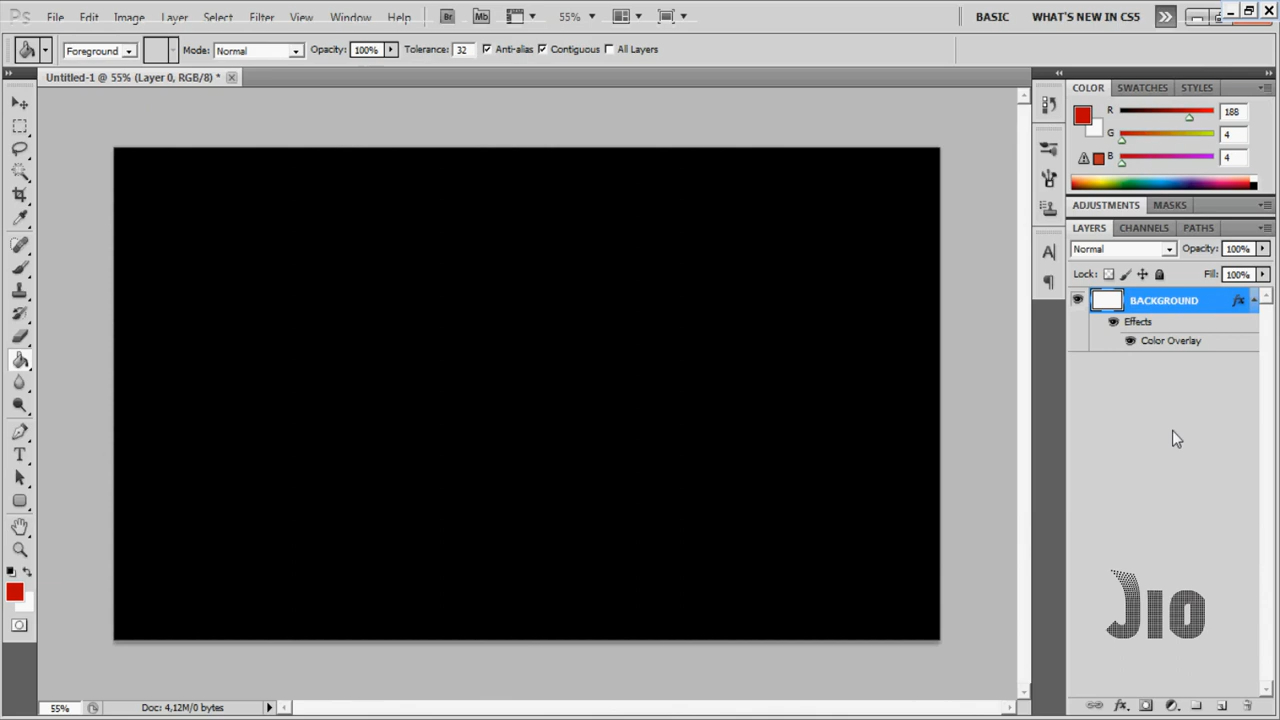 Ps File Edit Image Layer Select Filter View Window Help Br Mb 55% BASIC WHAT'S NEW IN CS5
Foreground Mode: Normal Opacity: 100% Tolerance: 32 Anti-alias Contiguous All Layers
Untitled-1 @ 55% (Layer 0, RGB/8) *
COLOR SWATCHES STYLES
R 188
G 4
B 4
ADJUSTMENTS MASKS
LAYERS CHANNELS PATHS
Normal Opacity: 100%
Lock: Fill: 100%
BACKGROUND fx
Effects
Color Overlay
JIO
55% Doc: 4,12M/0 bytes